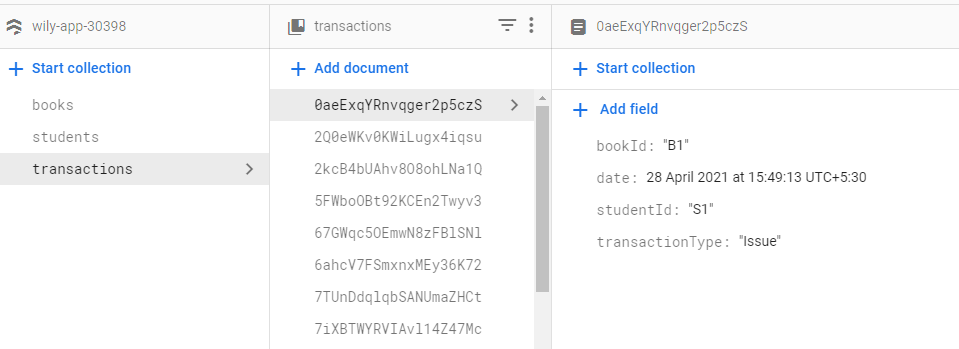 wily-app-30398
transactions
0aeExqYRnvqger2p5czS
Start collection
Add document
Start collection
books
students
transactions
0aeExqYRnvqger2p5czS
2Q0eWKv0KWiLugx4iqsu
2kcB4bUAhv8O8ohLNa1Q
5FWboOBt92KCEn2Twyv3
67GWqc5OEmwN8zFBlSNl
6ahcV7FSmxnxMEy36K72
7TUnDdqlqbSANUmaZHCt
7iXBTWYRVIAvl14Z47Mc
Add field
bookId: "B1"
date: 28 April 2021 at 15:49:13 UTC+5:30
studentId: "S1"
transactionType: "Issue"